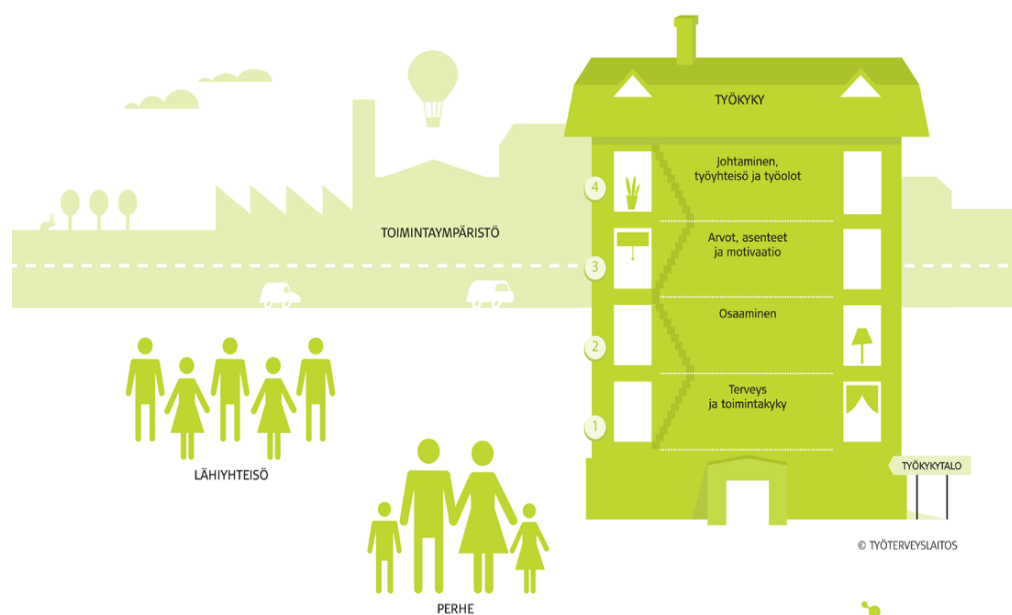 TYÖKYKY
4
Johtaminen,
työyhteisö ja työolot
TOIMINTAYMPÄRISTÖ
3
Arvot, asenteet
ja motivaatio
2
Osaaminen
1
Terveys
ja toimintakyky
LÄHIYHTEISÖ
TYÖKYKYTALO
© TYÖTERVEYSLAITOS
PERHE